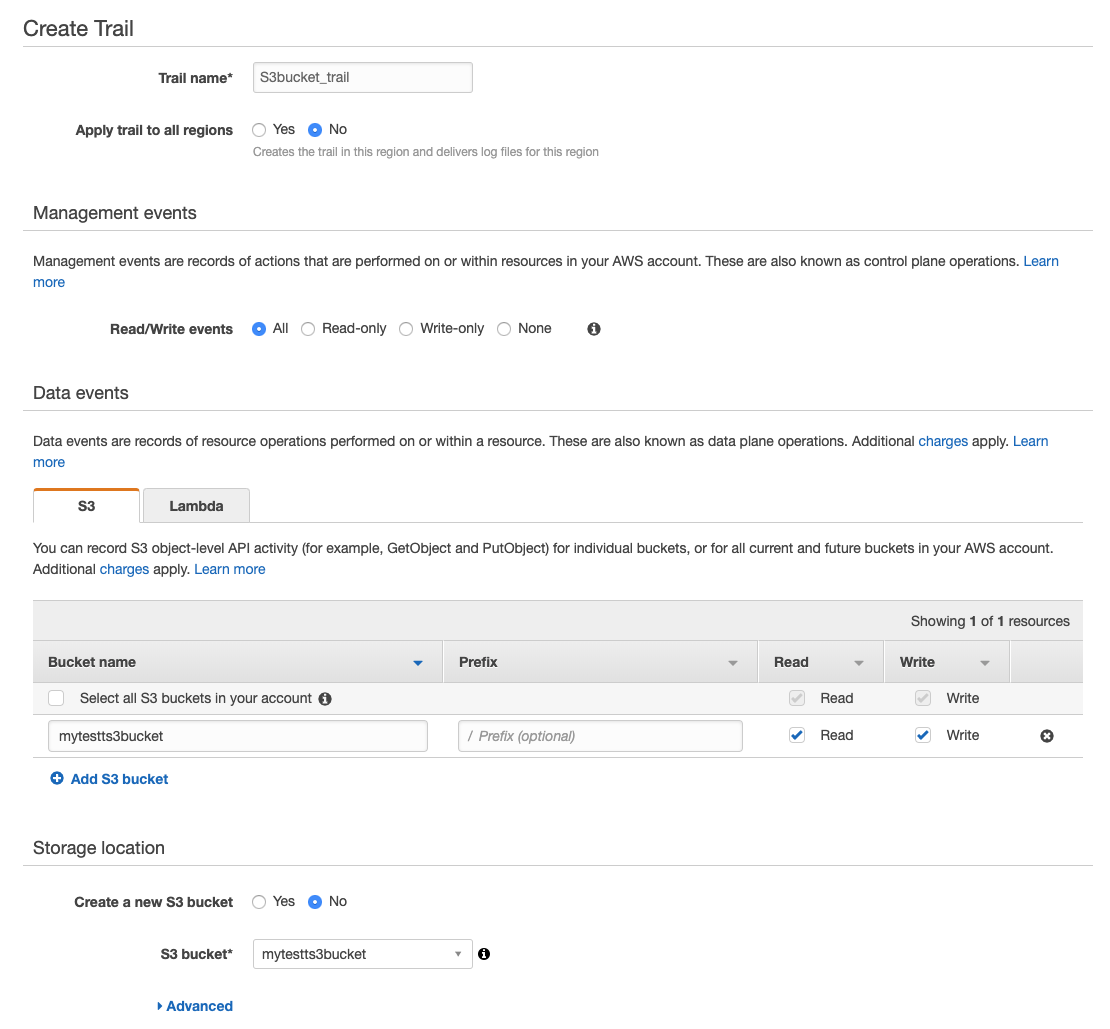 Create Trail
Trail name* S3bucket_trail
Apply trail to all regions Yes No
Creates the trail in this region and delivers log files for this region
Management events
Management events are records of actions that are performed on or within resources in your AWS account. These are also known as control plane operations. Learn
more
Read/Write events All Read-only Write-only None
Data events
Data events are records of resource operations performed on or within a resource. These are also known as data plane operations. Additional charges apply. Learn
more
S3 Lambda
You can record S3 object-level API activity (for example, GetObject and PutObject) for individual buckets, or for all current and future buckets in your AWS account.
Additional charges apply. Learn more
Showing 1 of 1 resources
Bucket name Prefix Read Write
Select all S3 buckets in your account Read Write
mytestts3bucket / Prefix (optional) Read Write
Add S3 bucket
Storage location
Create a new S3 bucket Yes No
S3 bucket* mytestts3bucket
Advanced